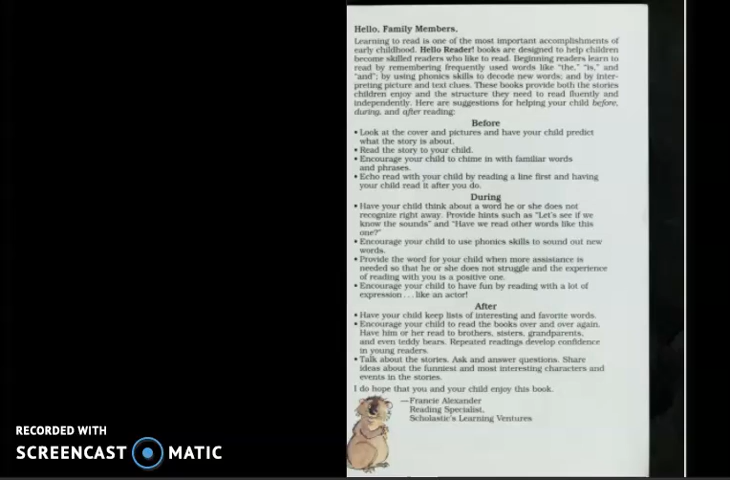 Hello, Family Members,
Learning to read is one of the most important accomplishments of
early childhood. Hello Reader! books are designed to help children
become skilled readers who like to read. Beginning readers learn to
read by remembering frequently used words like "the," "is," and
"and"; by using phonics skills to decode new words; and by inter-
preting picture and text clues. These books provide both the stories
children enjoy and the structure they need to read fluently and
independently. Here are suggestions for helping your child before,
during, and after reading:
Before
• Look at the cover and pictures and have your child predict
what the story is about.
• Read the story to your child.
• Encourage your child to chime in with familiar words
and phrases.
• Echo read with your child by reading a line first and having
your child read it after you do.
During
• Have your child think about a word he or she does not
recognize right away. Provide hints such as "Let's see if we
know the sounds" and "Have we read other words like this
one?"
• Encourage your child to use phonics skills to sound out new
words.
• Provide the word for your child when more assistance is
needed so that he or she does not struggle and the experience
of reading with you is a positive one.
• Encourage your child to have fun by reading with a lot of
expression . . . like an actor!
After
• Have your child keep lists of interesting and favorite words.
• Encourage your child to read the books over and over again.
Have him or her read to brothers, sisters, grandparents,
and even teddy bears. Repeated readings develop confidence
in young readers.
• Talk about the stories. Ask and answer questions. Share
ideas about the funniest and most interesting characters and
events in the stories.
I do hope that you and your child enjoy this book.
—Francie Alexander
Reading Specialist,
Scholastic's Learning Ventures
RECORDED WITH
SCREENCAST MATIC